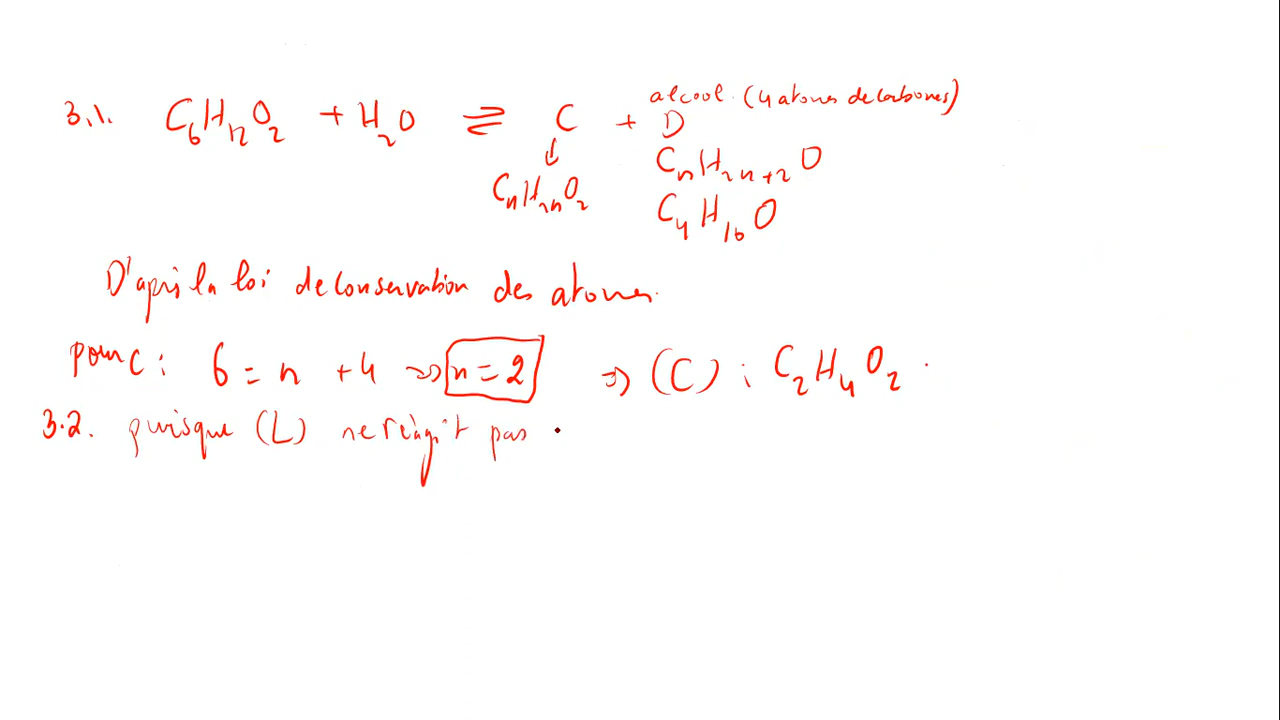 alcool. (4 atomes de carbones)
3.1. C₆H₁₂O₂ + H₂O ⇌ C + D
↓
CₙH₂ₙO₂ CₙH₂ₙ₊₂O
C₄H₁₀O
D'après la loi de conservation des atomes.
pour C : 6 = n + 4 ⇒ n = 2 ⇒ (C) : C₂H₄O₂.
3.2. puisque (L) ne réagit pas